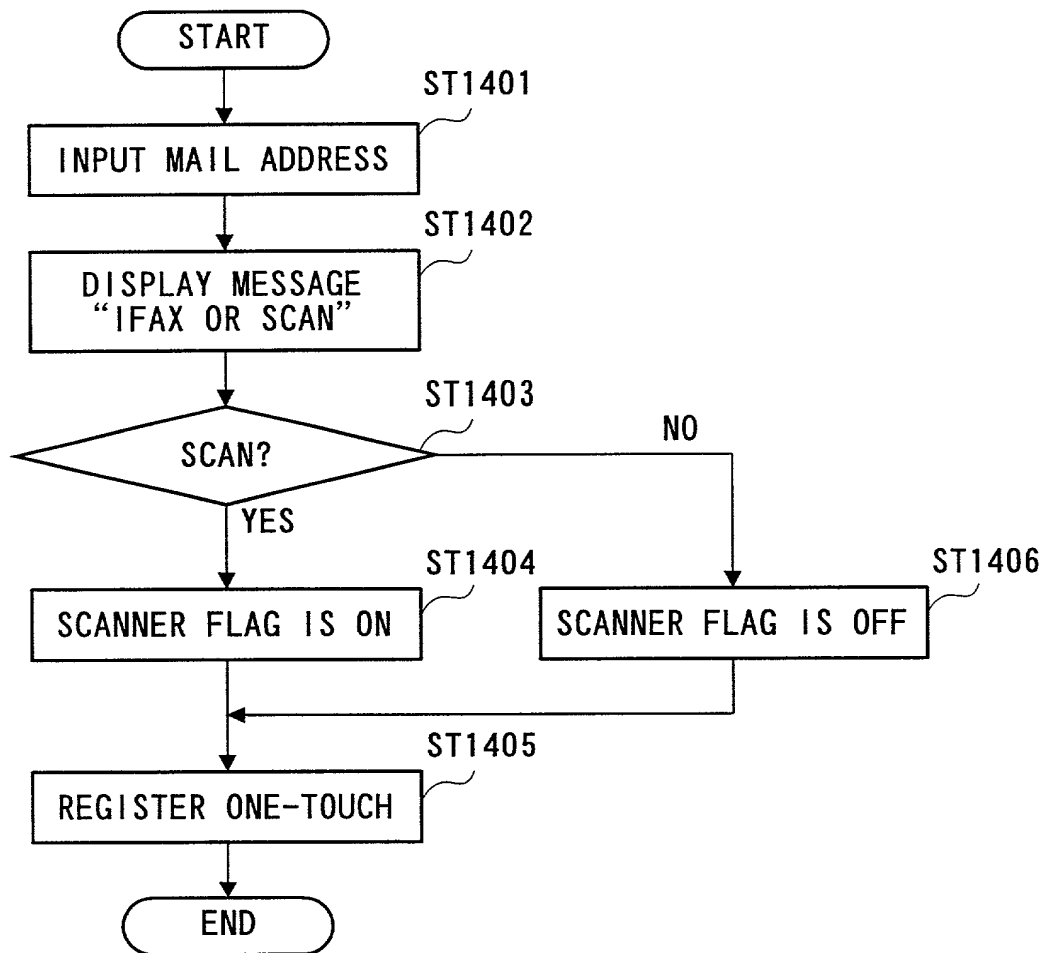 START
ST1401
INPUT MAIL ADDRESS
ST1402
DISPLAY MESSAGE
“IFAX OR SCAN”
ST1403
SCAN?
NO
YES
ST1404
SCANNER FLAG IS ON
ST1406
SCANNER FLAG IS OFF
ST1405
REGISTER ONE-TOUCH
END